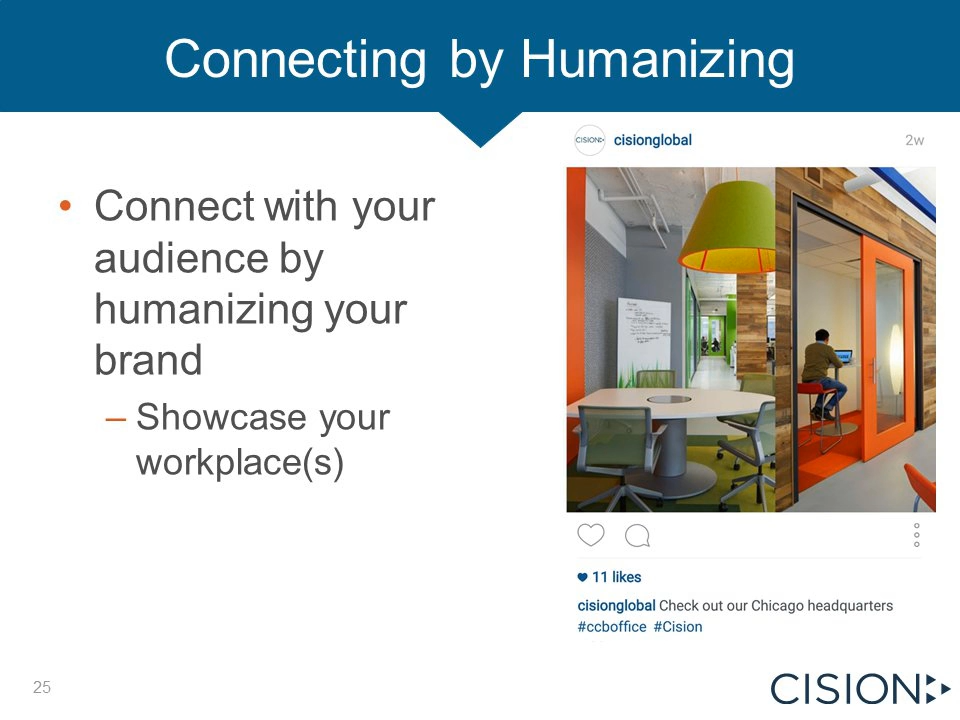 Connecting by Humanizing
• Connect with your
audience by
humanizing your
brand
– Showcase your
workplace(s)
CISION
cisionglobal
2w
11 likes
cisionglobal Check out our Chicago headquarters
#ccboffice #Cision
25
CISION